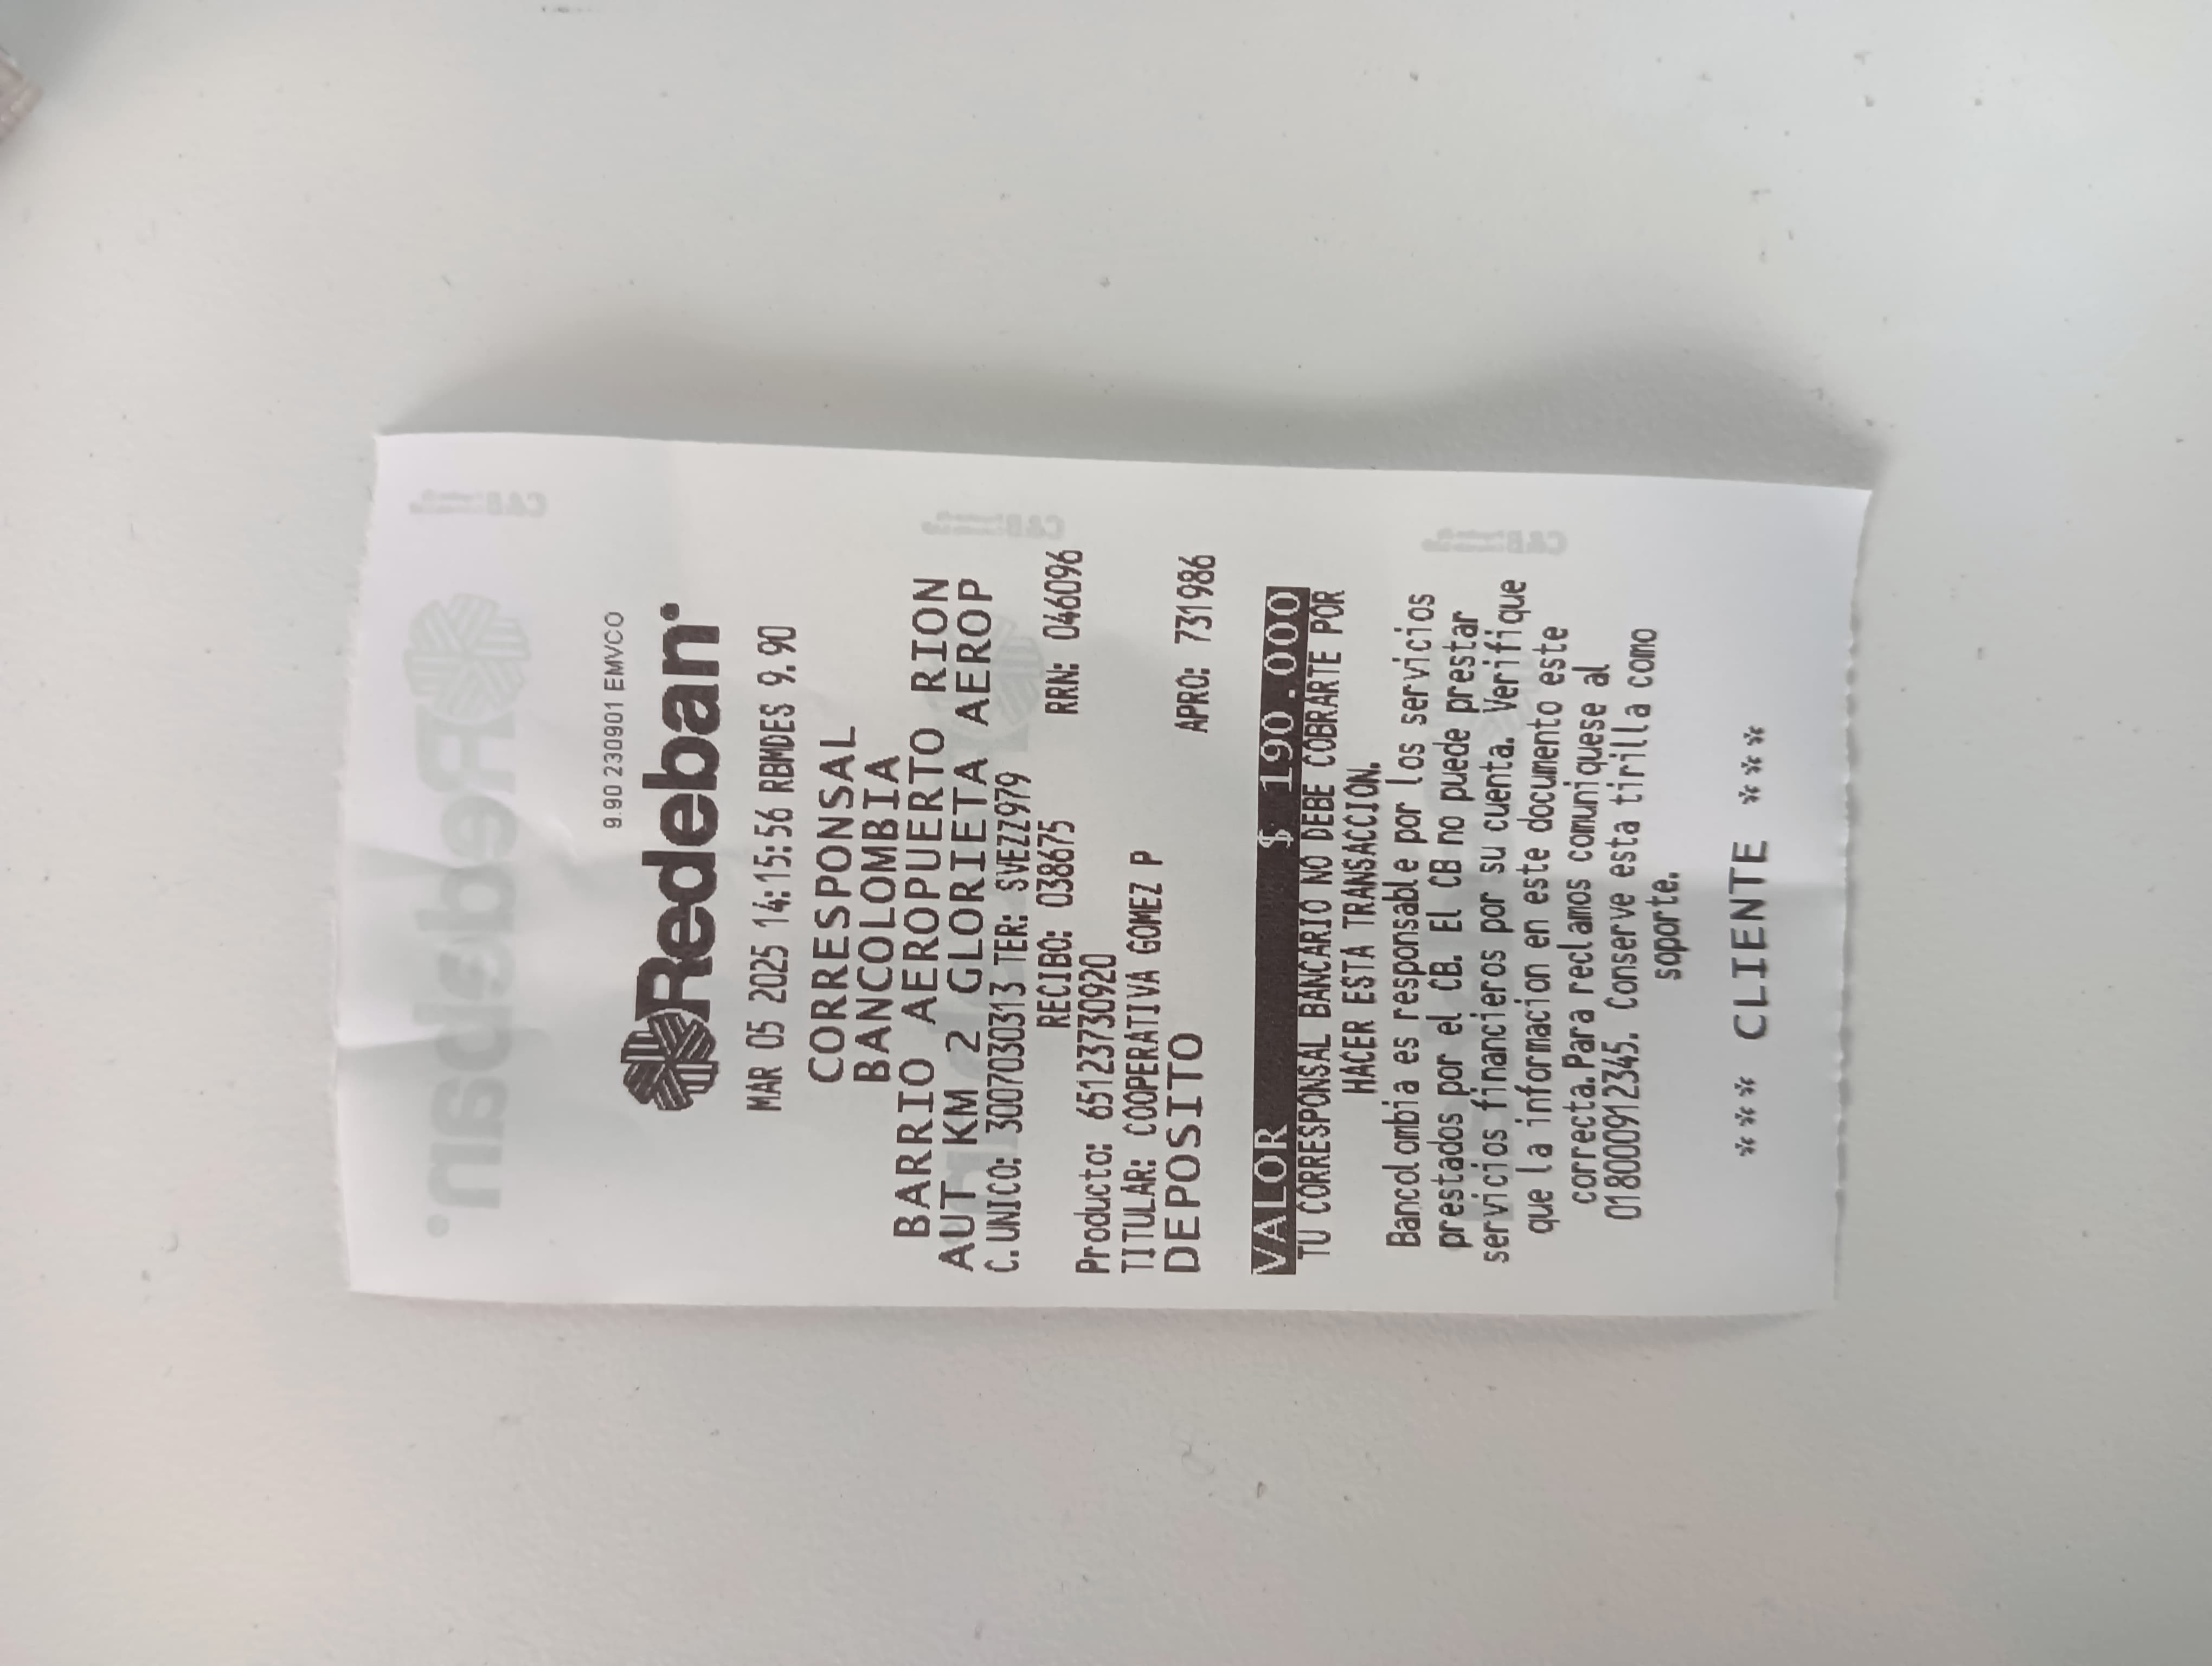 9.90 230901 EMVCO
Redeban
MAR 05 2025 14:15:56 RBMDES 9.90
CORRESPONSAL
BANCOLOMBIA
BARRIO AEROPUERTO RION
AUT KM 2 GLORIETA AEROP
C.UNICO: 3007030313 TER: SVEZZ979
RECIBO: 038675 RRN: 046096
Producto: 65123730920
TITULAR: COOPERATIVA GOMEZ P
DEPOSITO APRO: 731986
VALOR $ 190.000
TU CORRESPONSAL BANCARIO NO DEBE COBRARTE POR
HACER ESTA TRANSACCION.
Bancolombia es responsable por los servicios
prestados por el CB. El CB no puede prestar
servicios financieros por su cuenta. Verifique
que la informacion en este documento este
correcta.Para reclamos comuniquese al
018000912345. Conserve esta tirilla como
soporte.
*** CLIENTE ***